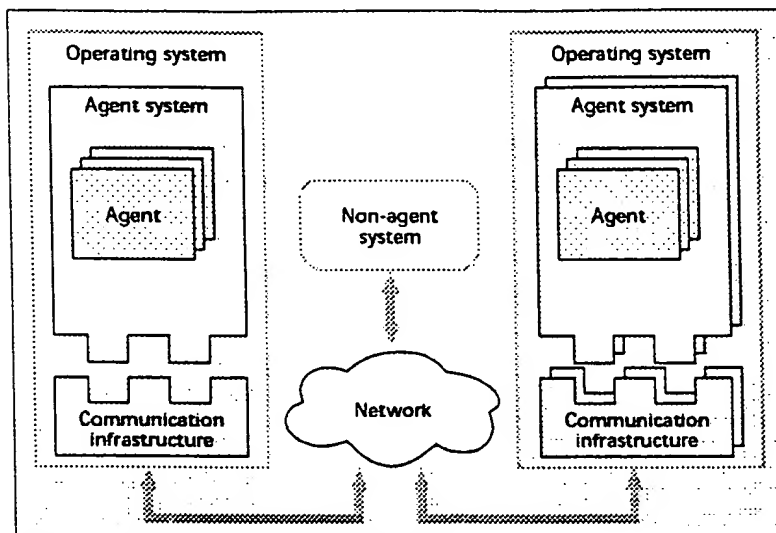 Operating system
Agent system
Agent
Communication
infrastructure
Non-agent
system
Network
Operating system
Agent system
Agent
Communication
infrastructure